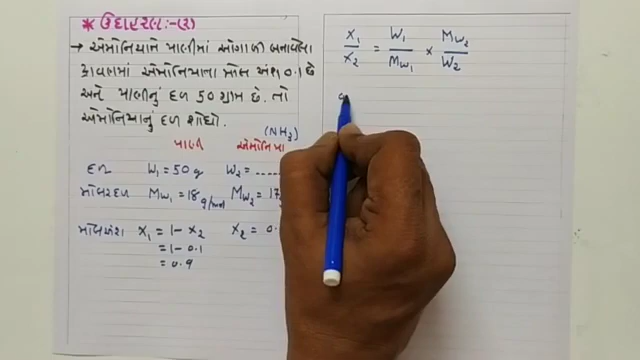 * ઉદાહરણ :- (૩)
→ એમોનિયાને પાણીમાં ઓગાળી બનાવેલા
દ્રાવણમાં એમોનિયાના મોલ અંશ 0.1 છે
અને પાણીનું દળ 50 ગ્રામ છે. તો
એમોનિયાનું દળ શોધો.
(NH3)
પાણી એમોનિયા
દળ W1 = 50 g W2 = ......
મોલરદળ MW1 = 18 g/mol MW2 = 17
મોલઅંશ X1 = 1 - X2 X2 = 0.
= 1 - 0.1
= 0.9
X1/X2 = W1/MW1 × MW2/W2